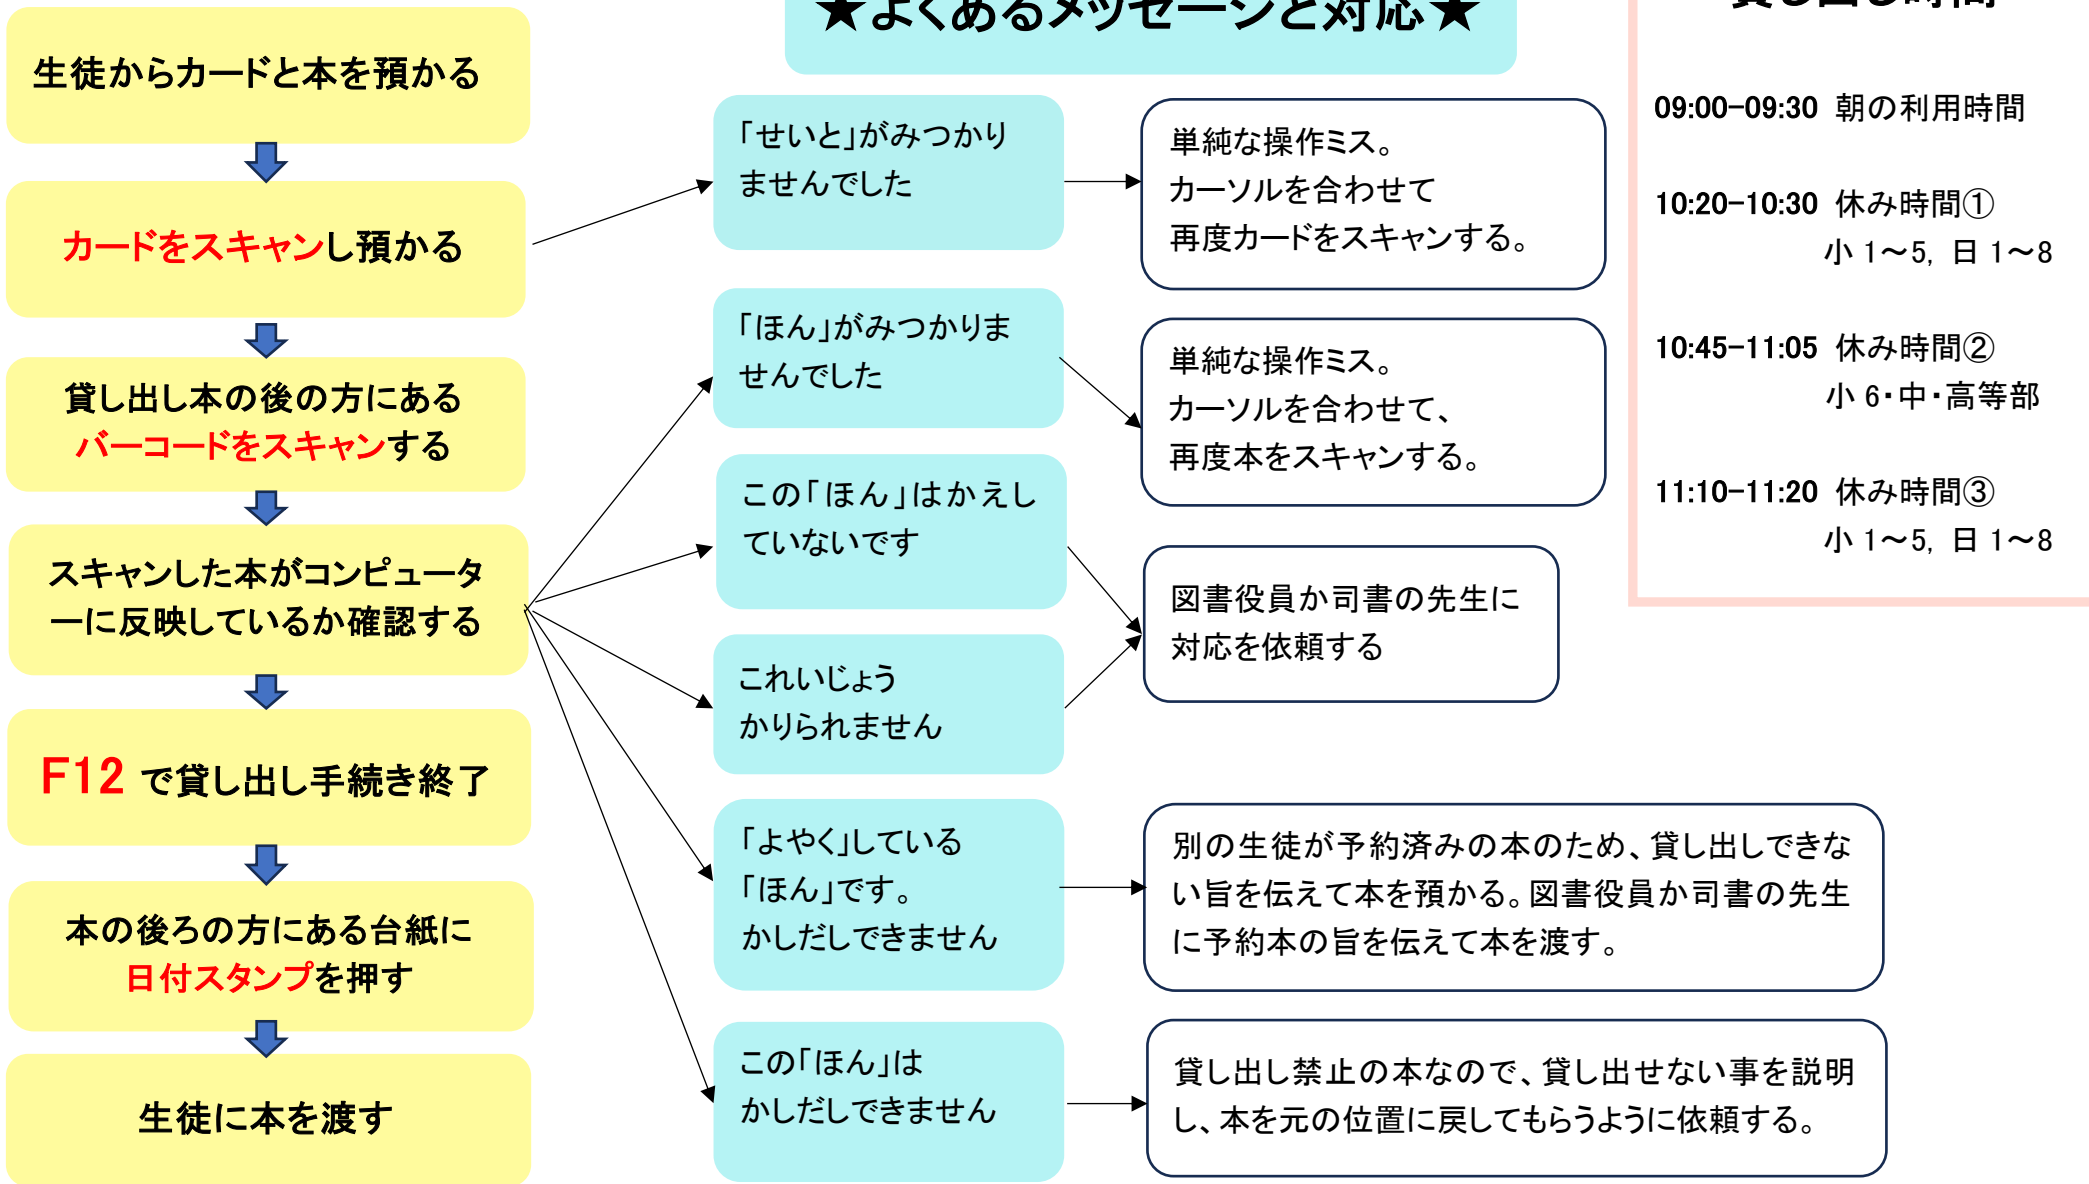 生徒からカードと本を預かる
カードをスキャンし預かる
貸し出し本の後の方にある
バーコードをスキャンする
スキャンした本がコンピュータ
ーに反映しているか確認する
F12 で貸し出し手続き終了
本の後ろの方にある台紙に
日付スタンプを押す
生徒に本を渡す
★よくあるメッセージと対応★
「せいと」がみつかり
ませんでした
単純な操作ミス。
カーソルを合わせて
再度カードをスキャンする。
「ほん」がみつかりま
せんでした
単純な操作ミス。
カーソルを合わせて、
再度本をスキャンする。
この「ほん」はかえし
ていないです
これいじょう
かりられません
図書役員か司書の先生に
対応を依頼する
「よやく」している
「ほん」です。
かしだしできません
別の生徒が予約済みの本のため、貸し出しできな
い旨を伝えて本を預かる。図書役員か司書の先生
に予約本の旨を伝えて本を渡す。
この「ほん」は
かしだしできません
貸し出し禁止の本なので、貸し出せない事を説明
し、本を元の位置に戻してもらうように依頼する。
貸し出し時間
09:00-09:30 朝の利用時間
10:20-10:30 休み時間①
小 1～5, 日 1～8
10:45-11:05 休み時間②
小 6・中・高等部
11:10-11:20 休み時間③
小 1～5, 日 1～8